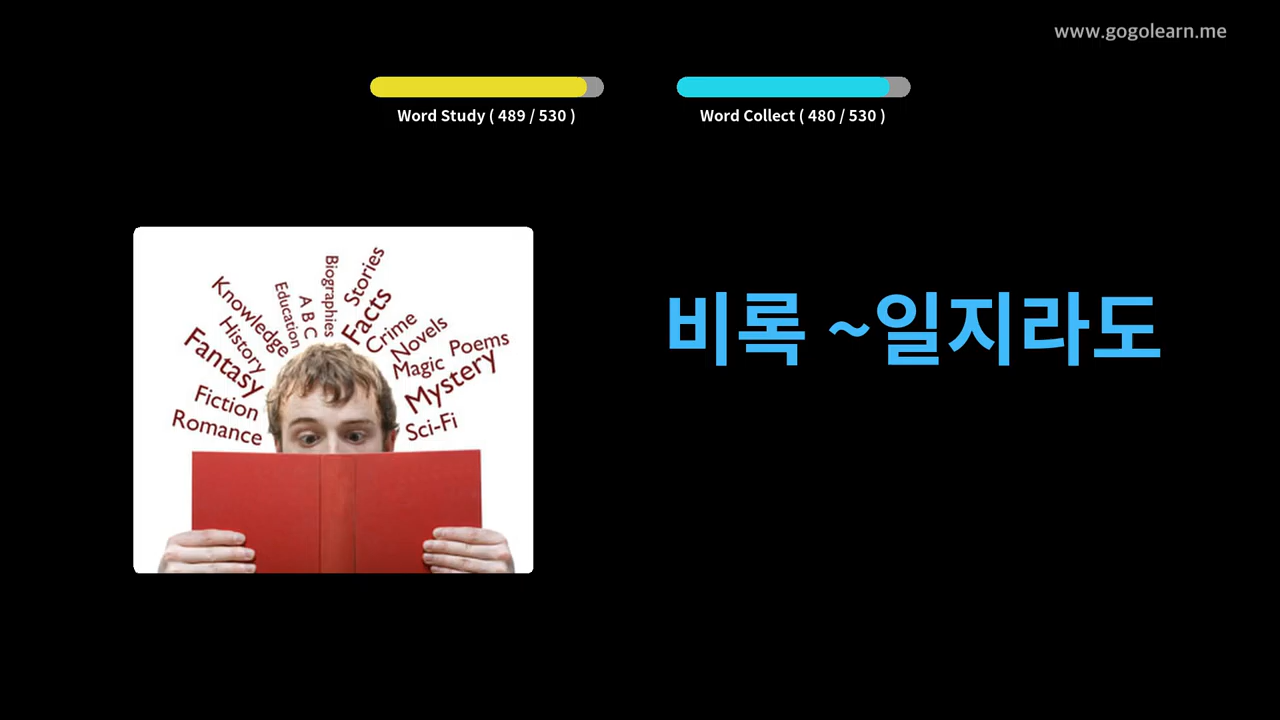 www.gogolearn.me
Word Study ( 489 / 530 )
Word Collect ( 480 / 530 )
Knowledge
Education
A B C
Biographies
Stories
Facts
History
Crime
Novels
Fantasy
Magic
Poems
Mystery
Fiction
Romance
Sci-Fi
비록 ~일지라도